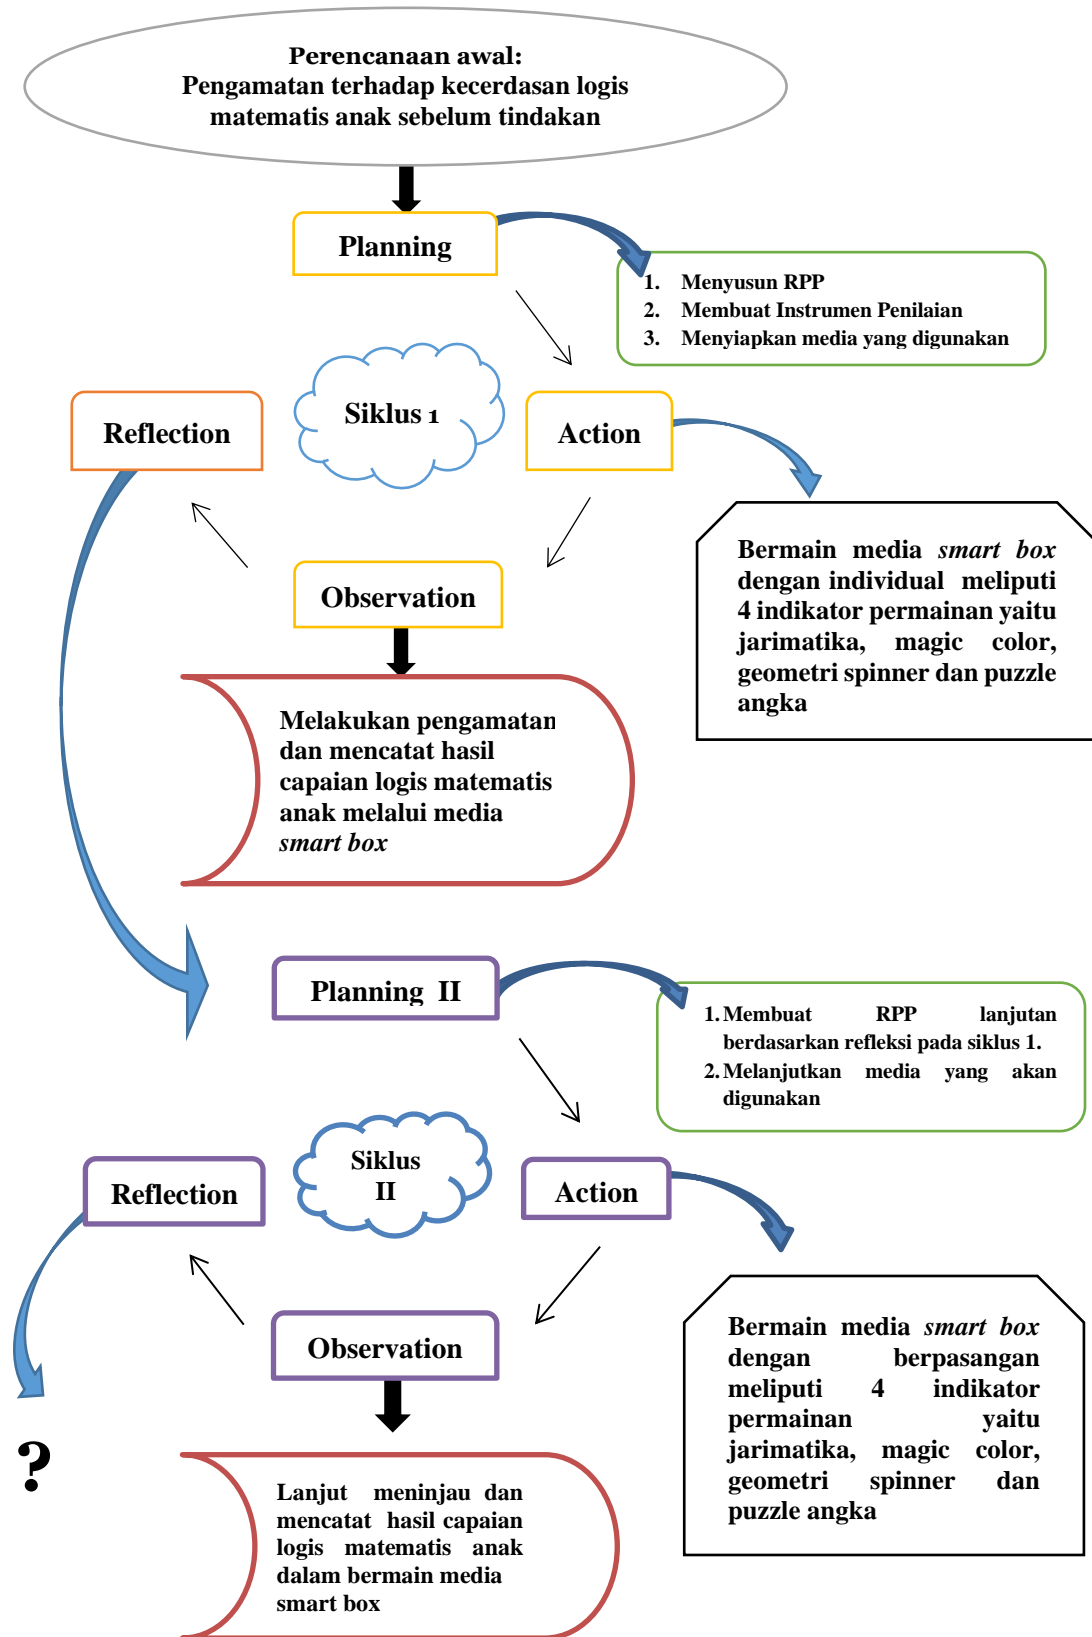 Perencanaan awal:
Pengamatan terhadap kecerdasan logis
matematis anak sebelum tindakan
Planning
1. Menyusun RPP
2. Membuat Instrumen Penilaian
3. Menyiapkan media yang digunakan
Siklus 1
Reflection
Action
Bermain media smart box
dengan individual meliputi
4 indikator permainan yaitu
jarimatika, magic color,
geometri spinner dan puzzle
angka
Observation
Melakukan pengamatan
dan mencatat hasil
capaian logis matematis
anak melalui media
smart box
Planning II
1. Membuat RPP lanjutan
berdasarkan refleksi pada siklus 1.
2. Melanjutkan media yang akan
digunakan
Siklus
II
Reflection
Action
Bermain media smart box
dengan berpasangan
meliputi 4 indikator
permainan yaitu
jarimatika, magic color,
geometri spinner dan
puzzle angka
Observation
?
Lanjut meninjau dan
mencatat hasil capaian
logis matematis anak
dalam bermain media
smart box